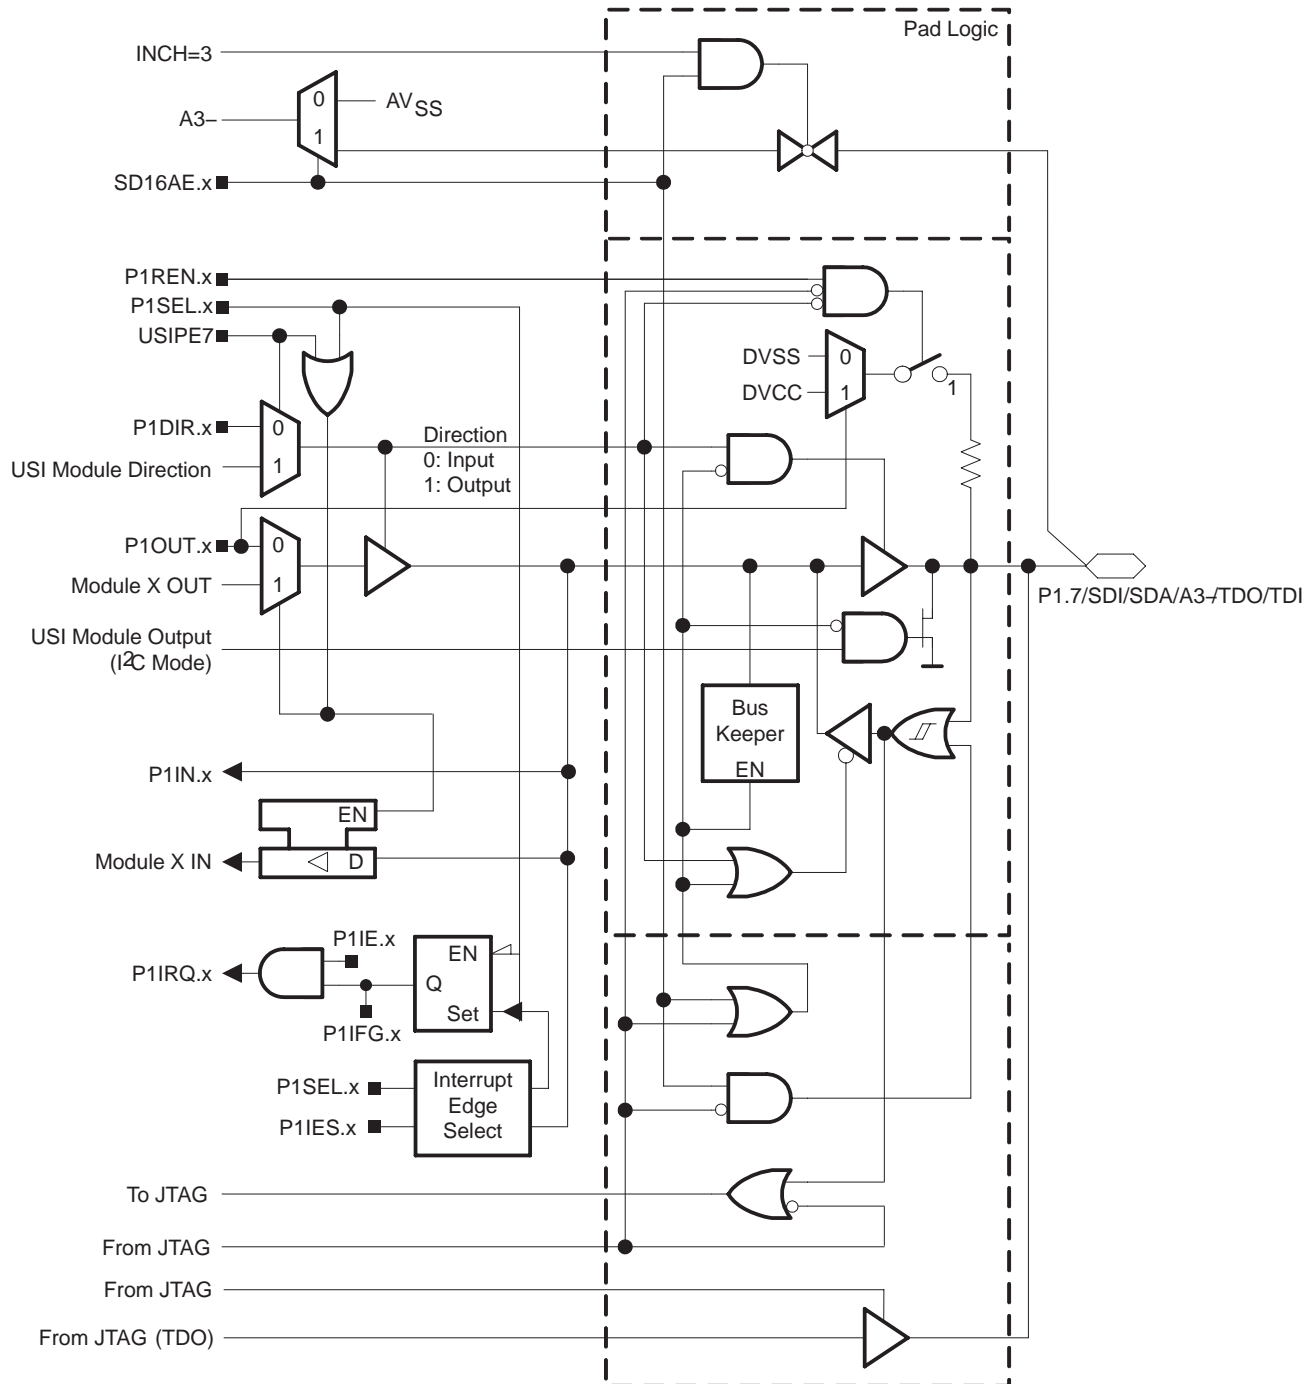 Pad Logic
INCH=3
0
AVSS
A3–
1
SD16AE.x
P1REN.x
P1SEL.x
USIPE7
DVSS
0
DVCC
1
1
P1DIR.x
0
USI Module Direction
1
Direction
0: Input
1: Output
P1OUT.x
0
Module X OUT
1
P1.7/SDI/SDA/A3–/TDO/TDI
USI Module Output
(I2C Mode)
Bus
Keeper
EN
P1IN.x
EN
Module X IN
D
P1IE.x
P1IRQ.x
EN
Q
Set
P1IFG.x
P1SEL.x
P1IES.x
Interrupt
Edge
Select
To JTAG
From JTAG
From JTAG
From JTAG (TDO)